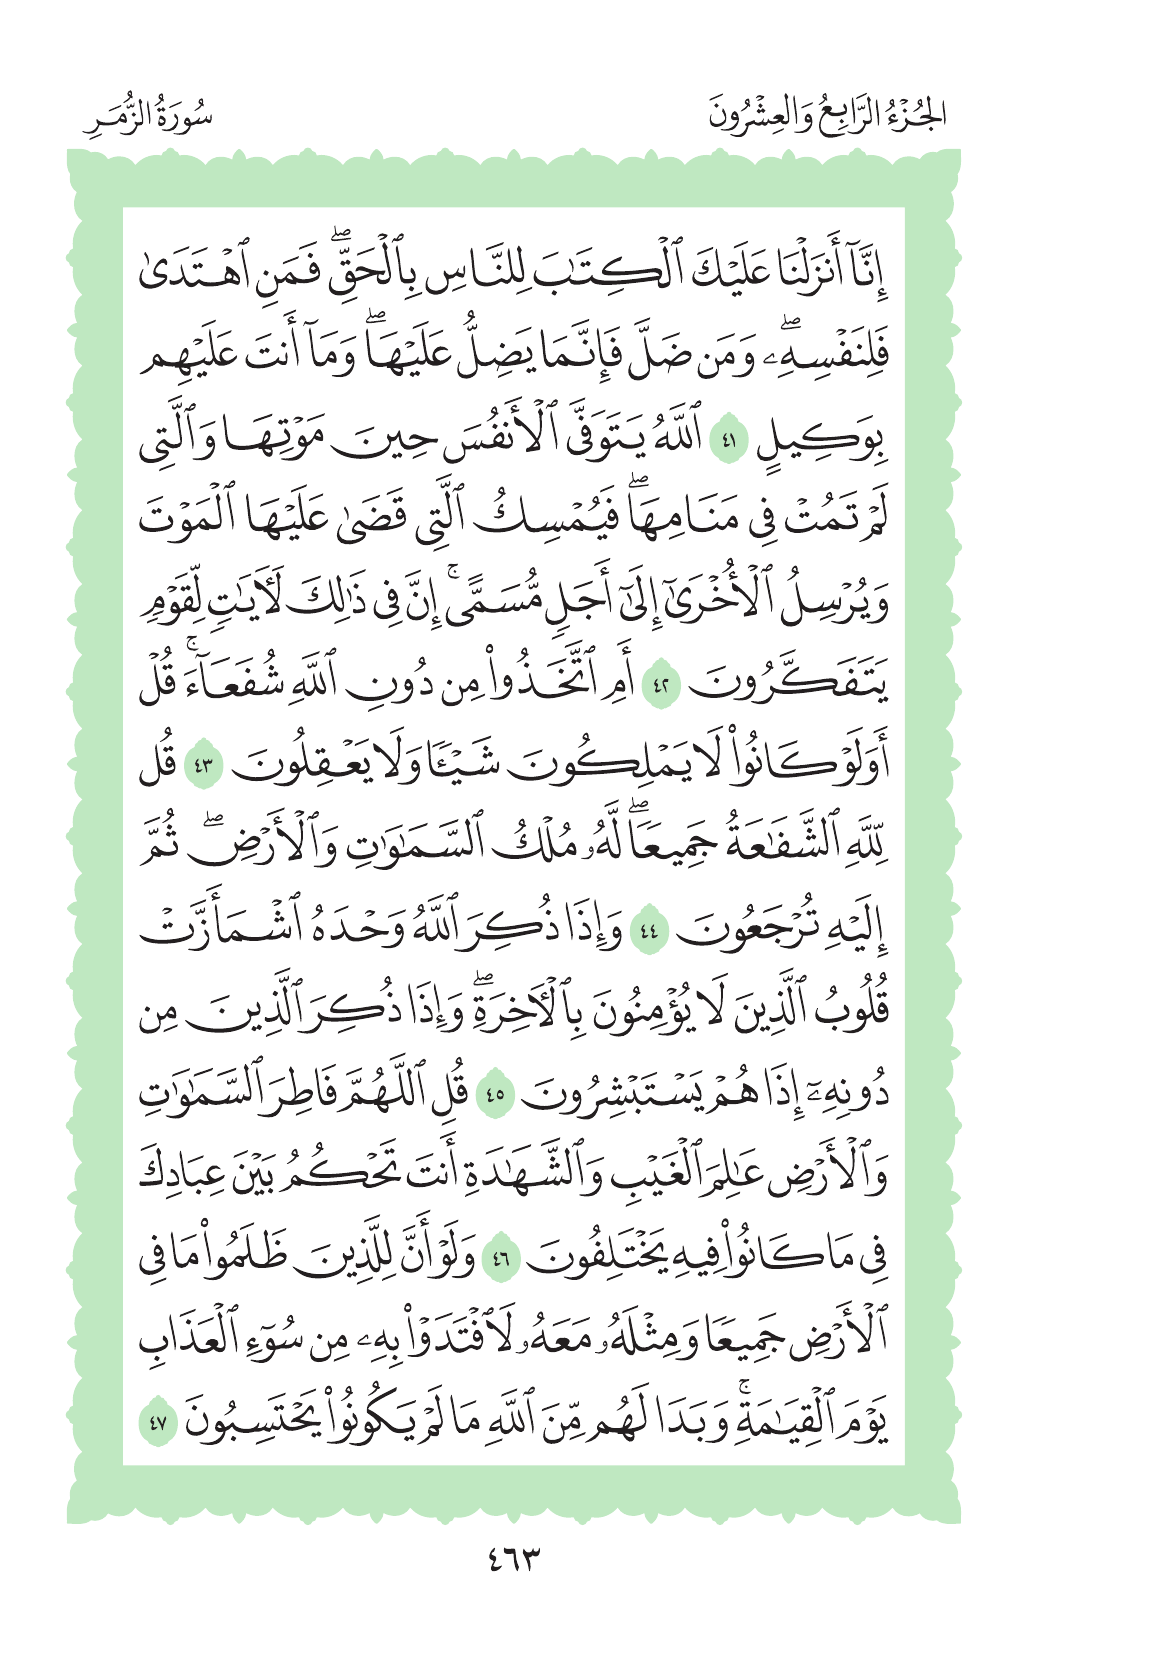 الجُزْءُ الرَّابِعُ وَالعِشْرُونَ
سُورَةُ الزُّمَرِ
إِنَّآ أَنزَلْنَا عَلَيْكَ ٱلْكِتَٰبَ لِلنَّاسِ بِٱلْحَقِّۖ فَمَنِ ٱهْتَدَىٰ
فَلِنَفْسِهِۦۖ وَمَن ضَلَّ فَإِنَّمَا يَضِلُّ عَلَيْهَاۖ وَمَآ أَنتَ عَلَيْهِم
بِوَكِيلٍ ٤١ ٱللَّهُ يَتَوَفَّى ٱلْأَنفُسَ حِينَ مَوْتِهَا وَٱلَّتِى
لَمْ تَمُتْ فِى مَنَامِهَاۖ فَيُمْسِكُ ٱلَّتِى قَضَىٰ عَلَيْهَا ٱلْمَوْتَ
وَيُرْسِلُ ٱلْأُخْرَىٰٓ إِلَىٰٓ أَجَلٍ مُّسَمًّىۚ إِنَّ فِى ذَٰلِكَ لَءَايَٰتٍ لِّقَوْمٍ
يَتَفَكَّرُونَ ٤٢ أَمِ ٱتَّخَذُوا۟ مِن دُونِ ٱللَّهِ شُفَعَآءَۚ قُلْ
أَوَلَوْ كَانُوا۟ لَا يَمْلِكُونَ شَيْـًٔا وَلَا يَعْقِلُونَ ٤٣ قُل
لِّلَّهِ ٱلشَّفَٰعَةُ جَمِيعًاۖ لَّهُۥ مُلْكُ ٱلسَّمَٰوَٰتِ وَٱلْأَرْضِۖ ثُمَّ
إِلَيْهِ تُرْجَعُونَ ٤٤ وَإِذَا ذُكِرَ ٱللَّهُ وَحْدَهُ ٱشْمَأَزَّتْ
قُلُوبُ ٱلَّذِينَ لَا يُؤْمِنُونَ بِٱلْءَاخِرَةِۖ وَإِذَا ذُكِرَ ٱلَّذِينَ مِن
دُونِهِۦٓ إِذَا هُمْ يَسْتَبْشِرُونَ ٤٥ قُلِ ٱللَّهُمَّ فَاطِرَ ٱلسَّمَٰوَٰتِ
وَٱلْأَرْضِ عَٰلِمَ ٱلْغَيْبِ وَٱلشَّهَٰدَةِ أَنتَ تَحْكُمُ بَيْنَ عِبَادِكَ
فِى مَا كَانُوا۟ فِيهِ يَخْتَلِفُونَ ٤٦ وَلَوْ أَنَّ لِلَّذِينَ ظَلَمُوا۟ مَا فِى
ٱلْأَرْضِ جَمِيعًا وَمِثْلَهُۥ مَعَهُۥ لَٱفْتَدَوْا۟ بِهِۦ مِن سُوٓءِ ٱلْعَذَابِ
يَوْمَ ٱلْقِيَٰمَةِۚ وَبَدَا لَهُم مِّنَ ٱللَّهِ مَا لَمْ يَكُونُوا۟ يَحْتَسِبُونَ ٤٧
٤٦٣